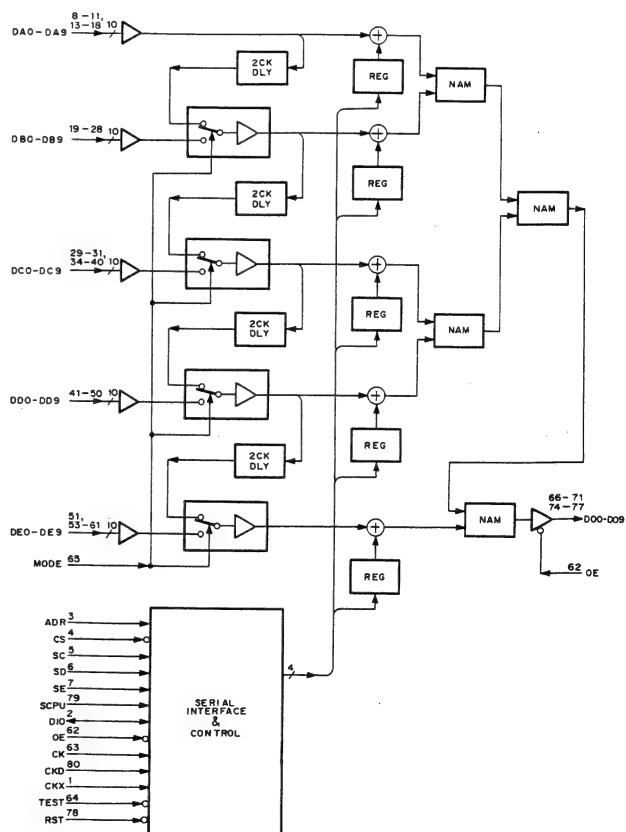 8-11,
DA0-DA9 13-18 10
2CK
DLY
REG
NAM
19-28
DB0-DB9 10
2CK
DLY
REG
NAM
29-31,
34-40
DC0-DC9 10
2CK
DLY
REG
NAM
41-50
DD0-DD9 10
2CK
DLY
REG
51,
53-61
DE0-DE9 10
NAM
66-71
74-77
DO0-DO9
MODE 65
62
OE
REG
ADR 3
CS 4
SC 5
SD 6
SE 7
SCPU 79
DIO 2
OE 62
CK 63
CKD 80
CKX 1
TEST 64
RST 78
SERIAL
INTERFACE
&
CONTROL
4